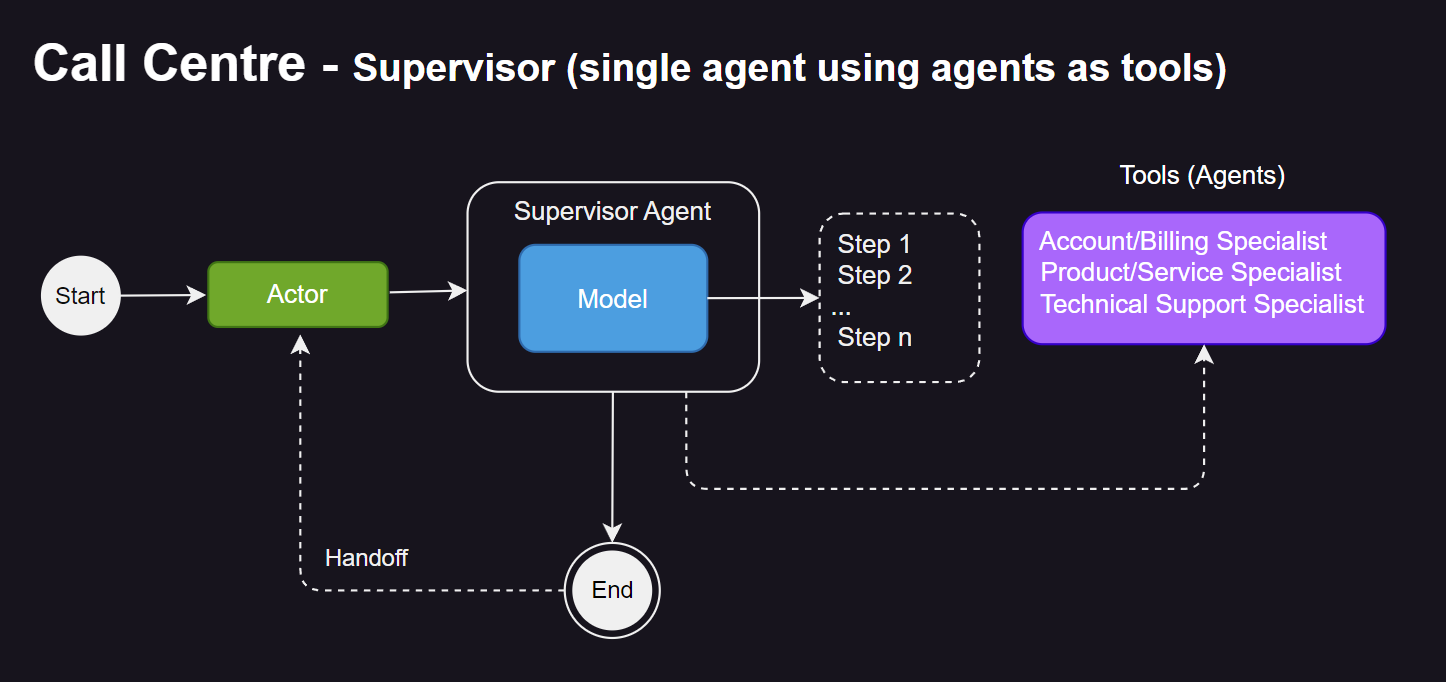 Call Centre - Supervisor (single agent using agents as tools)
Tools (Agents)
Supervisor Agent
Start
Actor
Model
Step 1
Step 2
...
Step n
Account/Billing Specialist
Product/Service Specialist
Technical Support Specialist
Handoff
End